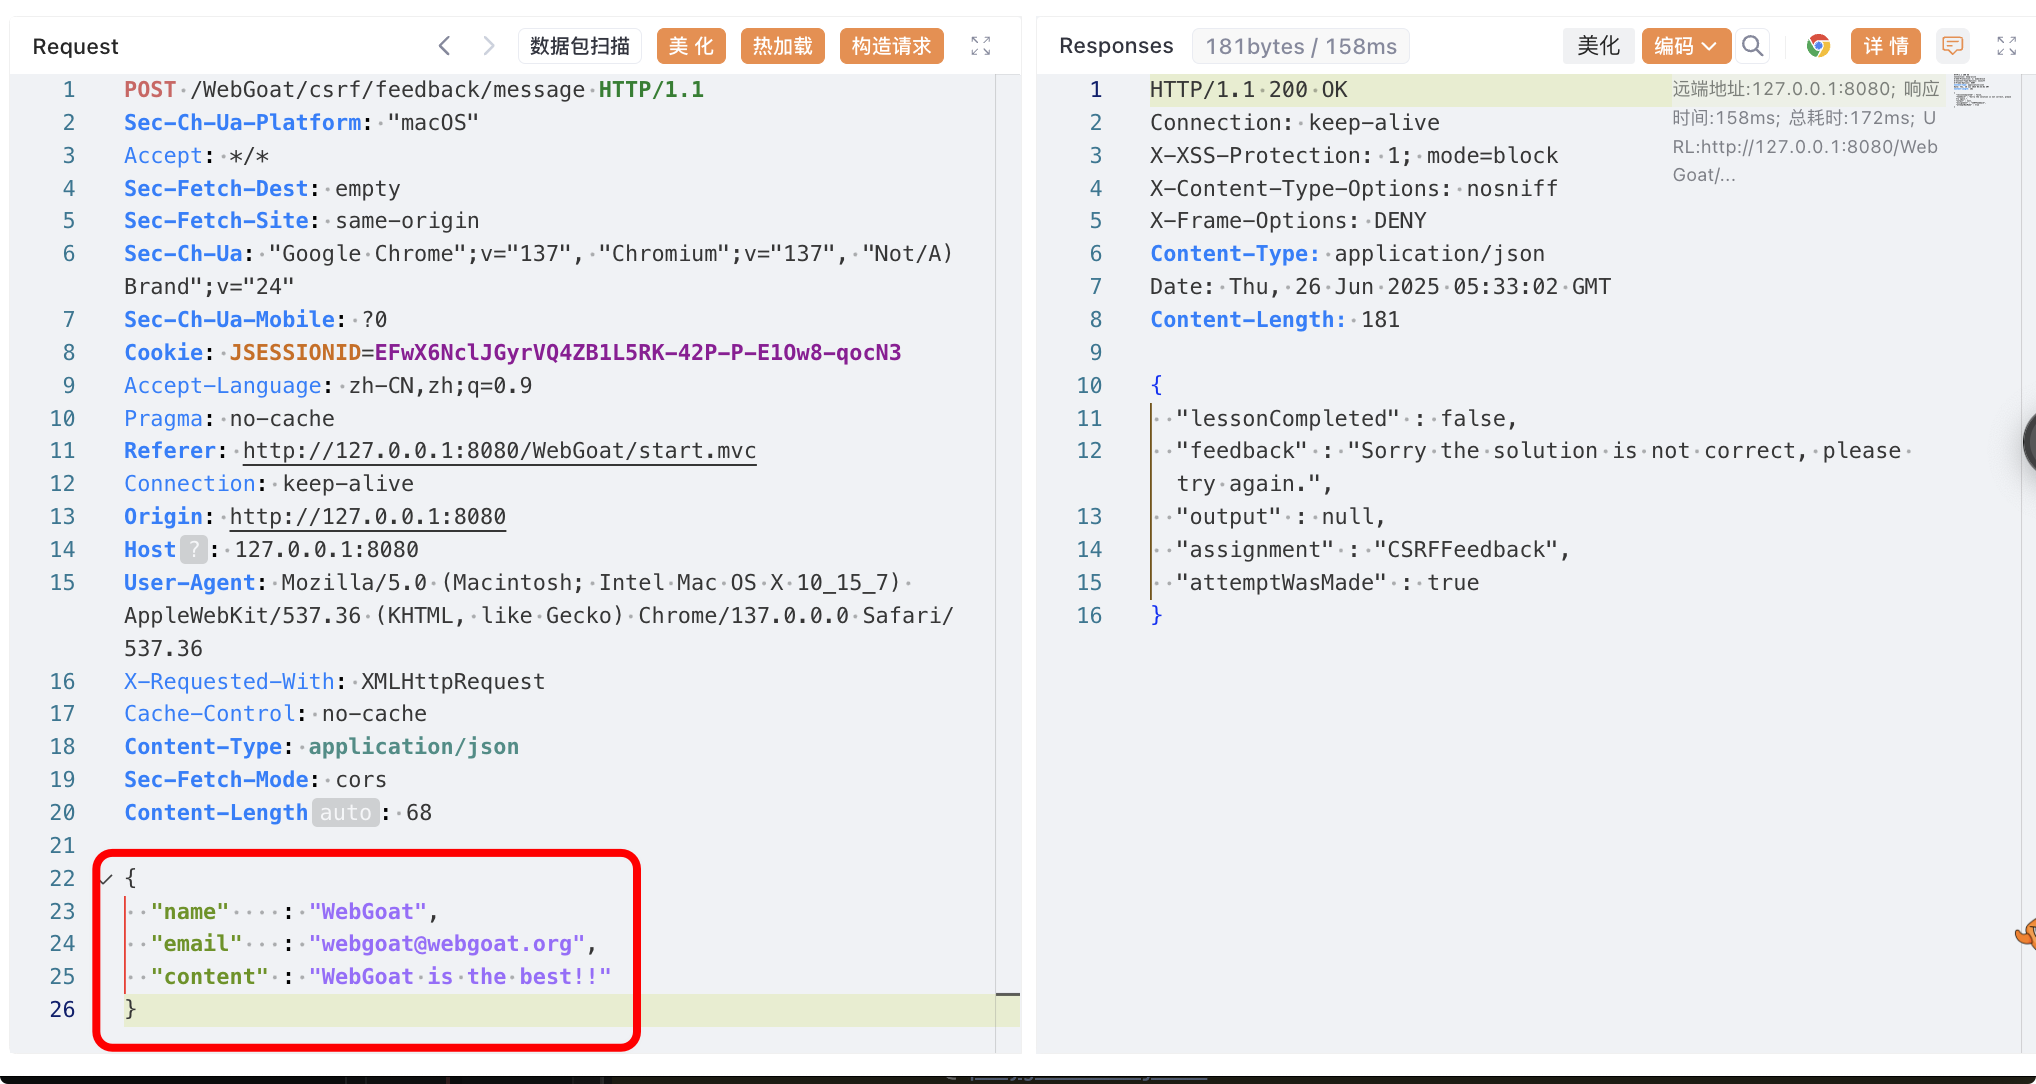 Request
数据包扫描
美 化
热加载
构造请求
1 POST /WebGoat/csrf/feedback/message HTTP/1.1
2 Sec-Ch-Ua-Platform: "macOS"
3 Accept: */*
4 Sec-Fetch-Dest: empty
5 Sec-Fetch-Site: same-origin
6 Sec-Ch-Ua: "Google Chrome";v="137", "Chromium";v="137", "Not/A)
Brand";v="24"
7 Sec-Ch-Ua-Mobile: ?0
8 Cookie: JSESSIONID=EFwX6NclJGyrVQ4ZB1L5RK-42P-P-E1Ow8-qocN3
9 Accept-Language: zh-CN,zh;q=0.9
10 Pragma: no-cache
11 Referer: http://127.0.0.1:8080/WebGoat/start.mvc
12 Connection: keep-alive
13 Origin: http://127.0.0.1:8080
14 Host ? : 127.0.0.1:8080
15 User-Agent: Mozilla/5.0 (Macintosh; Intel Mac OS X 10_15_7)
AppleWebKit/537.36 (KHTML, like Gecko) Chrome/137.0.0.0 Safari/
537.36
16 X-Requested-With: XMLHttpRequest
17 Cache-Control: no-cache
18 Content-Type: application/json
19 Sec-Fetch-Mode: cors
20 Content-Length auto : 68
21
22 {
23 "name" : "WebGoat",
24 "email" : "webgoat@webgoat.org",
25 "content" : "WebGoat is the best!!"
26 }
Responses
181bytes / 158ms
美化
编码
详 情
1 HTTP/1.1 200 OK
2 Connection: keep-alive
3 X-XSS-Protection: 1; mode=block
4 X-Content-Type-Options: nosniff
5 X-Frame-Options: DENY
6 Content-Type: application/json
7 Date: Thu, 26 Jun 2025 05:33:02 GMT
8 Content-Length: 181
9
10 {
11 "lessonCompleted" : false,
12 "feedback" : "Sorry the solution is not correct, please
try again.",
13 "output" : null,
14 "assignment" : "CSRFFeedback",
15 "attemptWasMade" : true
16 }
远端地址:127.0.0.1:8080; 响应
时间:158ms; 总耗时:172ms; U
RL:http://127.0.0.1:8080/Web
Goat/...